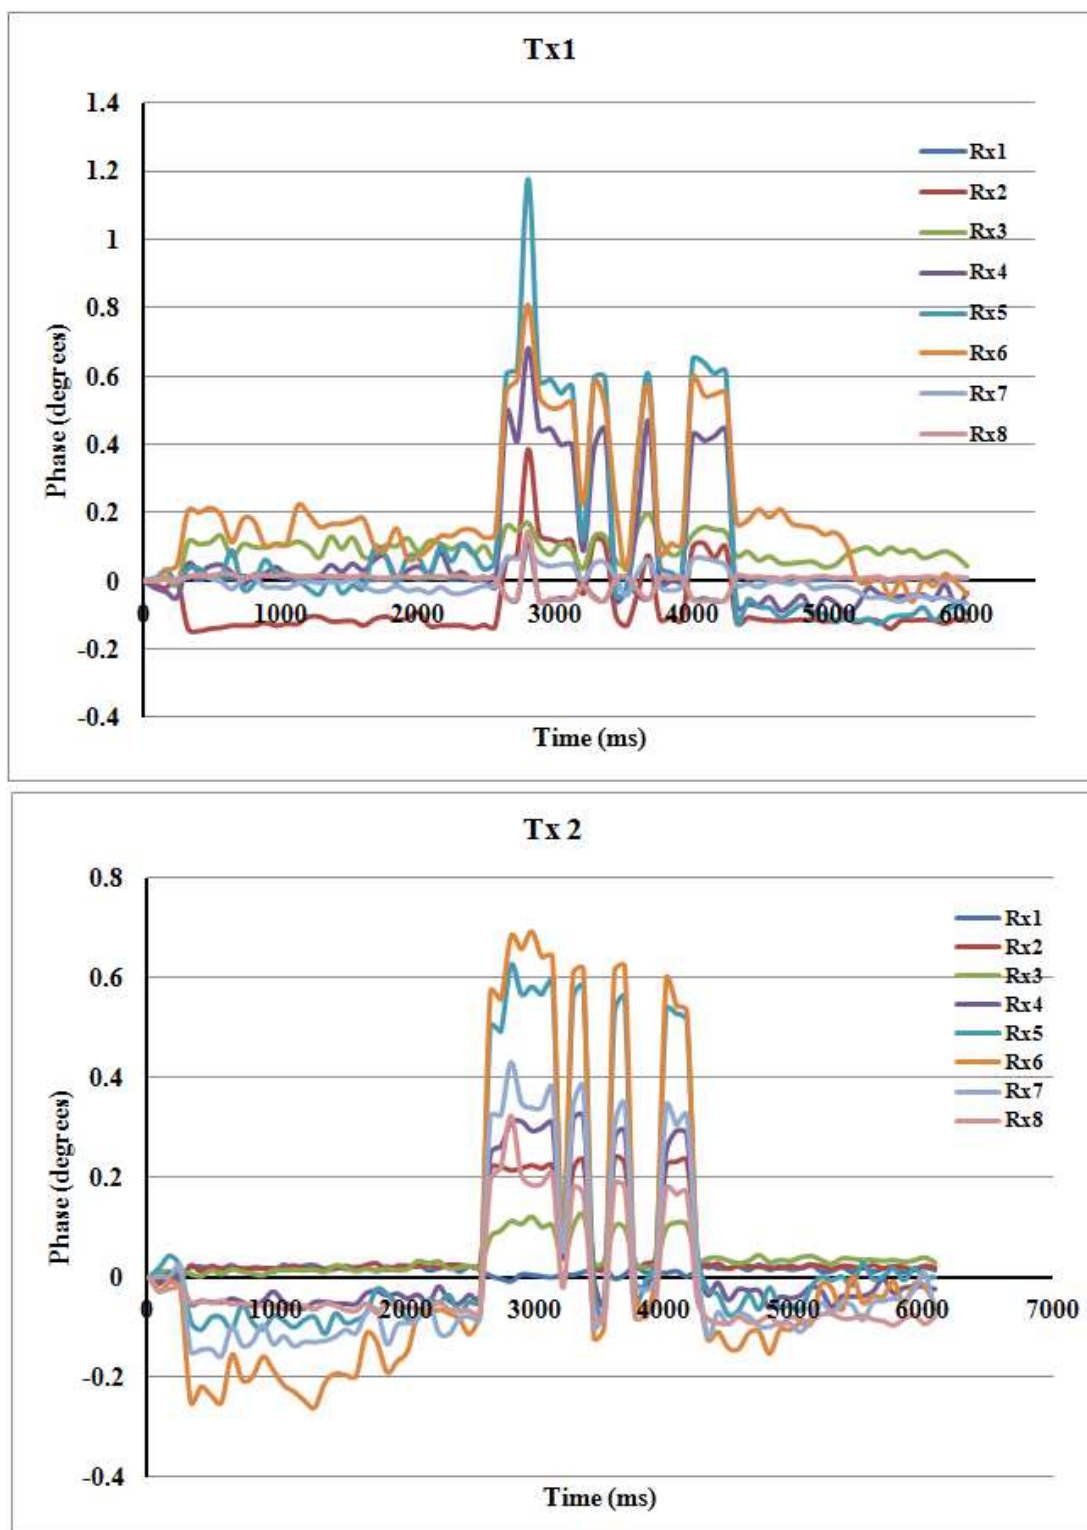 Tx1
1.4
1.2
1
0.8
0.6
0.4
0.2
0
-0.2
-0.4
Phase (degrees)
0 1000 2000 3000 4000 5000 6000
Time (ms)
Rx1
Rx2
Rx3
Rx4
Rx5
Rx6
Rx7
Rx8
Tx 2
0.8
0.6
0.4
0.2
0
-0.2
-0.4
Phase (degrees)
0 1000 2000 3000 4000 5000 6000 7000
Time (ms)
Rx1
Rx2
Rx3
Rx4
Rx5
Rx6
Rx7
Rx8